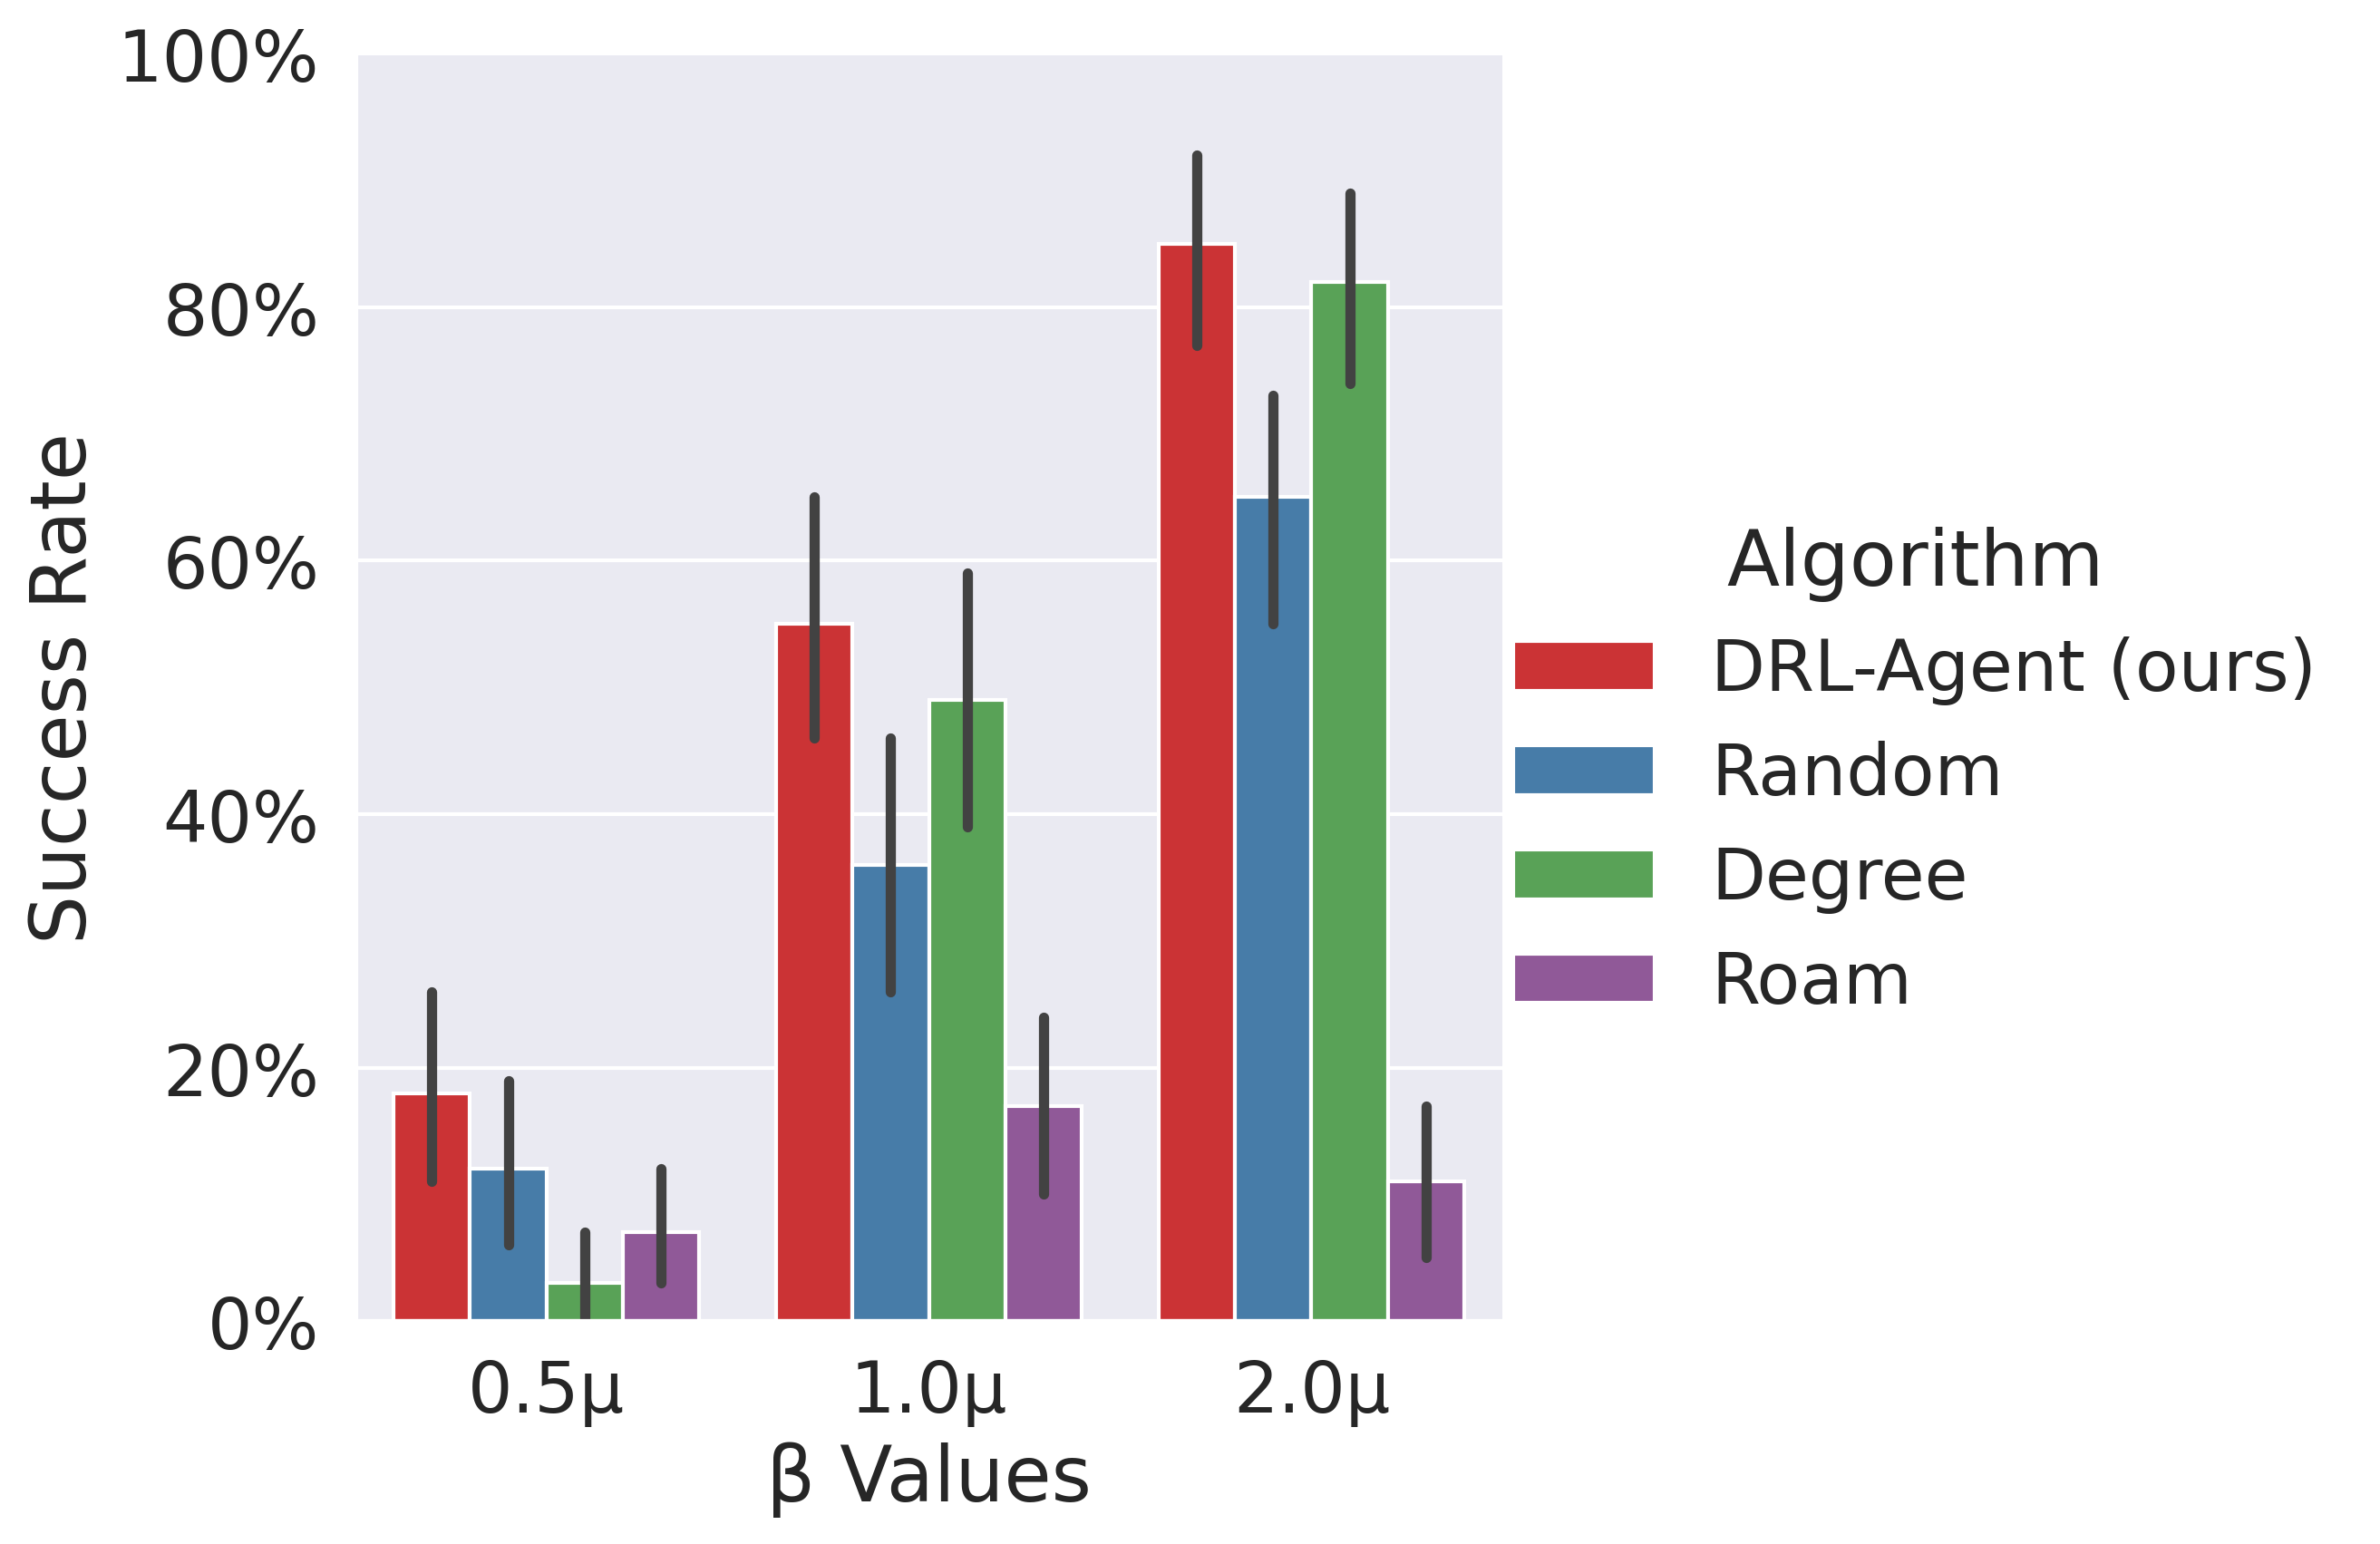 100%
80%
60%
40%
20%
0%
Success Rate
0.5μ
1.0μ
2.0μ
β Values
Algorithm
DRL-Agent (ours)
Random
Degree
Roam